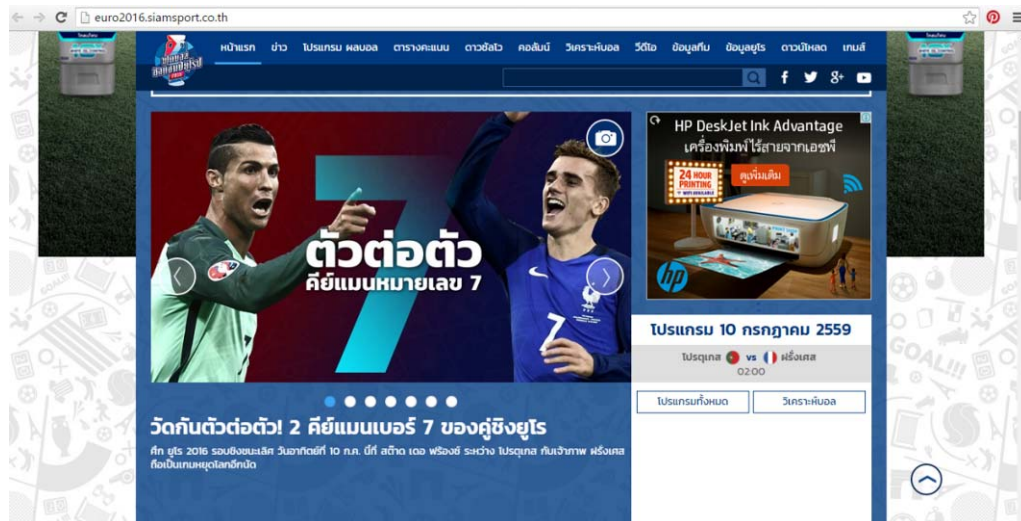 euro2016.siamsport.co.th
หน้าแรก ข่าว โปรแกรม ผลบอล ตารางคะแนน ดาวซัลโว คอลัมน์ วิเคราะห์บอล วีดีโอ ข้อมูลทีม ข้อมูลยูโร ดาวน์โหลด เกมส์
7
ตัวต่อตัว
คีย์แมนหมายเลข 7
7
HP DeskJet Ink Advantage
เครื่องพิมพ์ไร้สายจากเอชพี
24 HOUR
PRINTING
ดูเพิ่มเติม
hp
โปรแกรม 10 กรกฎาคม 2559
โปรตุเกส vs ฝรั่งเศส
02:00
โปรแกรมทั้งหมด วิเคราะห์บอล
วัดกันตัวต่อตัว! 2 คีย์แมนเบอร์ 7 ของคู่ชิงยูโร
ศึก ยูโร 2016 รอบชิงชนะเลิศ วันอาทิตย์ที่ 10 ก.ค. นี้ที่ สต๊าด เดอ ฟร้องซ์ ระหว่าง โปรตุเกส กับเจ้าภาพ ฝรั่งเศส
ถือเป็นเกมหยุดโลกอีกนัด
GOAL!!!